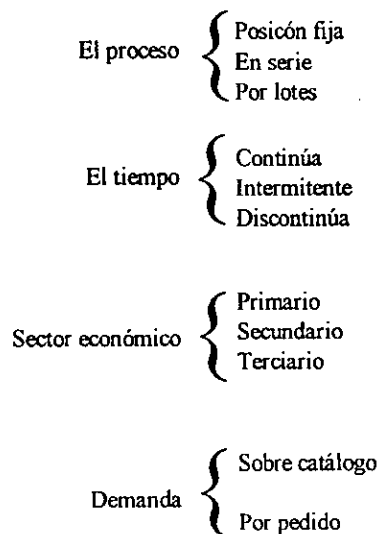 El proceso
Posicón fija
En serie
Por lotes
El tiempo
Continúa
Intermitente
Discontinúa
Sector económico
Primario
Secundario
Terciario
Demanda
Sobre catálogo
Por pedido